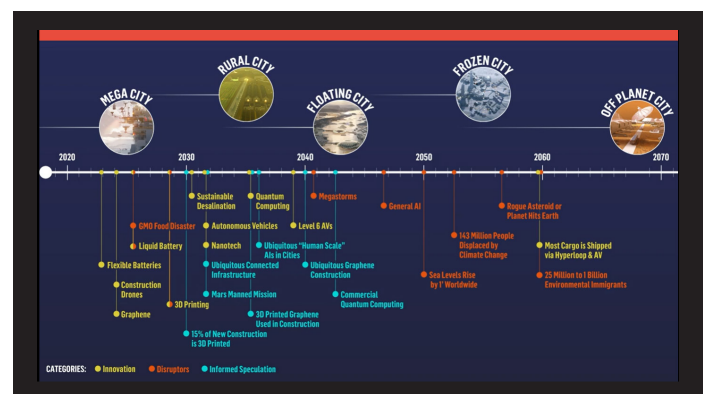 MEGA CITY
RURAL CITY
FLOATING CITY
FROZEN CITY
OFF PLANET CITY
2020
2030
2040
2050
2060
2070
Sustainable
Desalination
Quantum
Computing
Megastorms
General AI
Rogue Asteroid or
Planet Hits Earth
GMO Food Disaster
Autonomous Vehicles
Level 6 AVs
143 Million People
Displaced by
Climate Change
Liquid Battery
Nanotech
Ubiquitous "Human Scale"
AIs in Cities
Most Cargo is Shipped
via Hyperloop & AV
Flexible Batteries
Ubiquitous Connected
Infrastructure
Ubiquitous Graphene
Construction
Sea Levels Rise
by 1' Worldwide
25 Million to 1 Billion
Environmental Immigrants
Construction
Drones
Mars Manned Mission
Commercial
Quantum Computing
3D Printing
Graphene
3D Printed Graphene
Used in Construction
15% of New Construction
is 3D Printed
CATEGORIES: Innovation Disruptors Informed Speculation